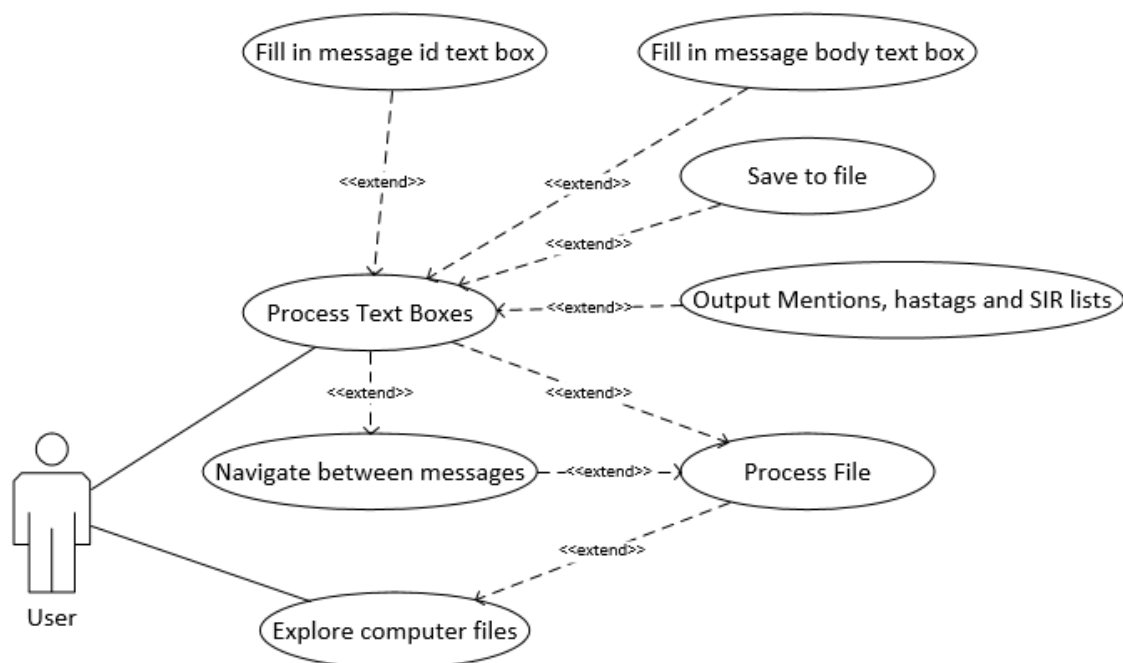 Fill in message id text box
Fill in message body text box
<<extend>>
<<extend>>
Save to file
<<extend>>
Process Text Boxes
<<extend>>
Output Mentions, hastags and SIR lists
<<extend>>
<<extend>>
Navigate between messages
<<extend>>
Process File
<<extend>>
User
Explore computer files